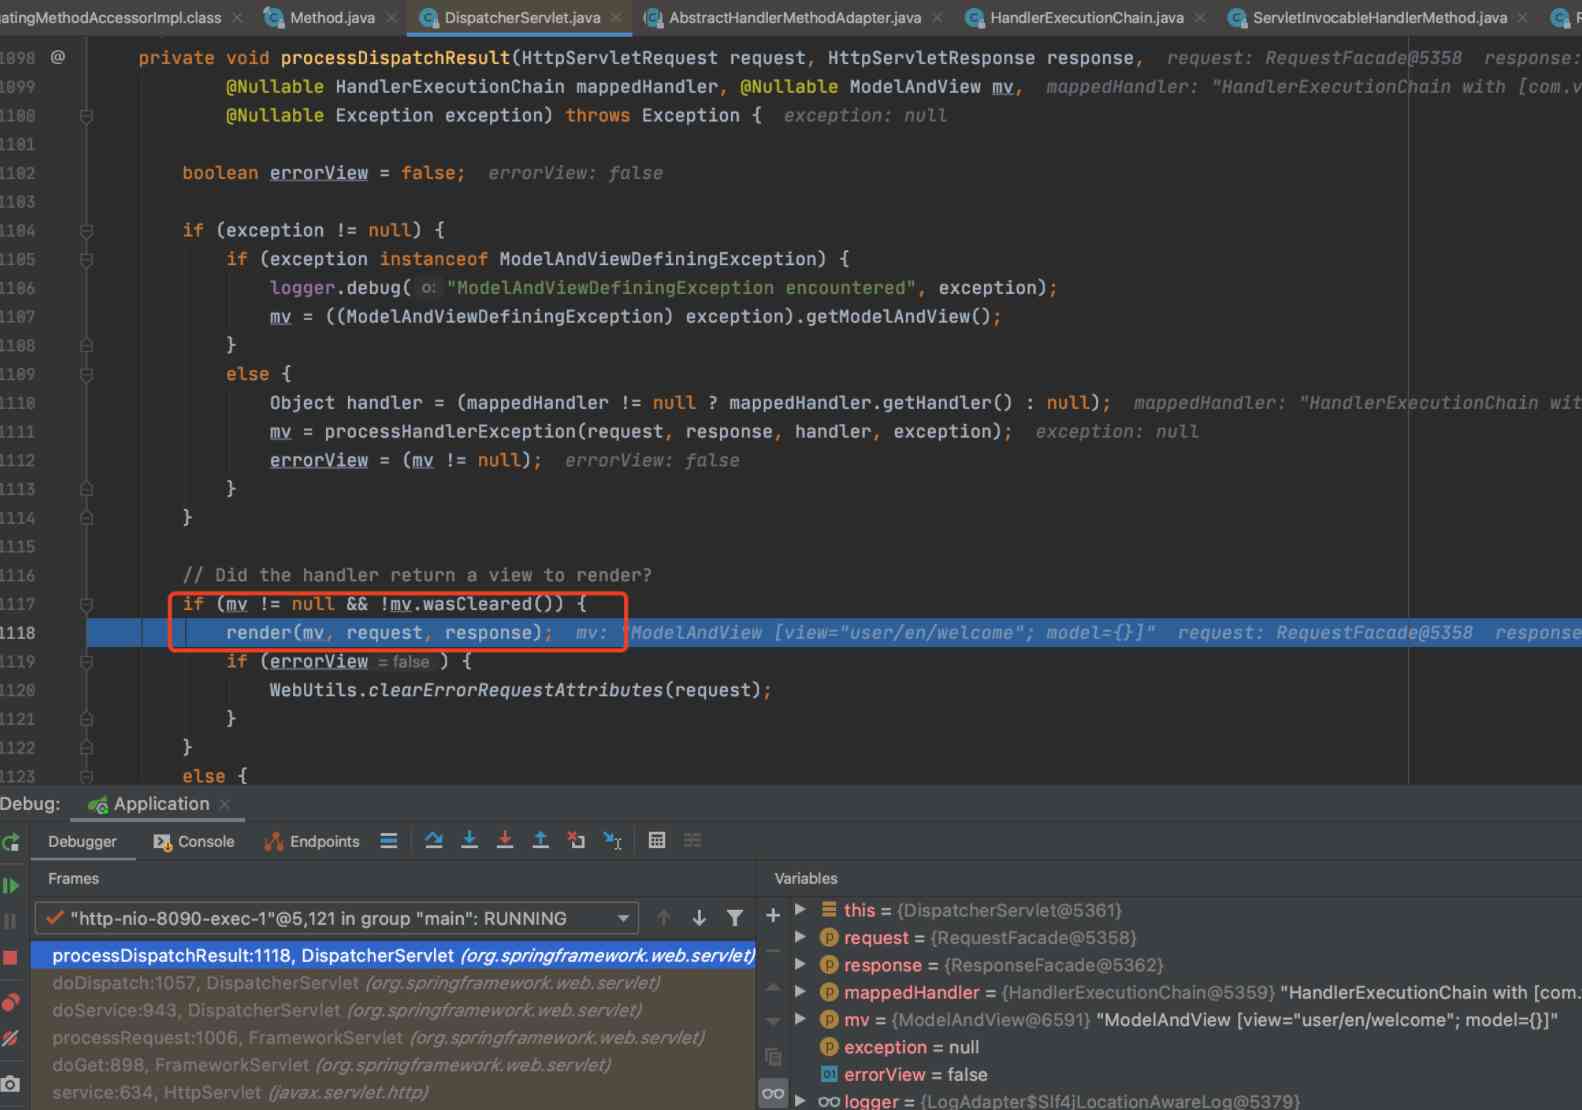 atingMethodAccessorImpl.class Method.java DispatcherServlet.java AbstractHandlerMethodAdapter.java HandlerExecutionChain.java ServletInvocableHandlerMethod.java
1098 @ private void processDispatchResult(HttpServletRequest request, HttpServletResponse response, request: RequestFacade@5358 response:
1099 @Nullable HandlerExecutionChain mappedHandler, @Nullable ModelAndView mv, mappedHandler: "HandlerExecutionChain with [com.v
1100 @Nullable Exception exception) throws Exception { exception: null
1101
1102 boolean errorView = false; errorView: false
1103
1104 if (exception != null) {
1105 if (exception instanceof ModelAndViewDefiningException) {
1106 logger.debug( o: "ModelAndViewDefiningException encountered", exception);
1107 mv = ((ModelAndViewDefiningException) exception).getModelAndView();
1108 }
1109 else {
1110 Object handler = (mappedHandler != null ? mappedHandler.getHandler() : null); mappedHandler: "HandlerExecutionChain wit
1111 mv = processHandlerException(request, response, handler, exception); exception: null
1112 errorView = (mv != null); errorView: false
1113 }
1114 }
1115
1116 // Did the handler return a view to render?
1117 if (mv != null && !mv.wasCleared()) {
1118 render(mv, request, response); mv: "ModelAndView [view="user/en/welcome"; model={}]" request: RequestFacade@5358 response
1119 if (errorView = false ) {
1120 WebUtils.clearErrorRequestAttributes(request);
1121 }
1122 }
1123 else {
Debug: Application
Debugger Console Endpoints
Frames
"http-nio-8090-exec-1"@5,121 in group "main": RUNNING
processDispatchResult:1118, DispatcherServlet (org.springframework.web.servlet)
doDispatch:1057, DispatcherServlet (org.springframework.web.servlet)
doService:943, DispatcherServlet (org.springframework.web.servlet)
processRequest:1006, FrameworkServlet (org.springframework.web.servlet)
doGet:898, FrameworkServlet (org.springframework.web.servlet)
service:634, HttpServlet (javax.servlet.http)
Variables
this = {DispatcherServlet@5361}
request = {RequestFacade@5358}
response = {ResponseFacade@5362}
mappedHandler = {HandlerExecutionChain@5359} "HandlerExecutionChain with [com.
mv = {ModelAndView@6591} "ModelAndView [view="user/en/welcome"; model={}]"
exception = null
errorView = false
logger = {LogAdapter$Slf4jLocationAwareLog@5379}